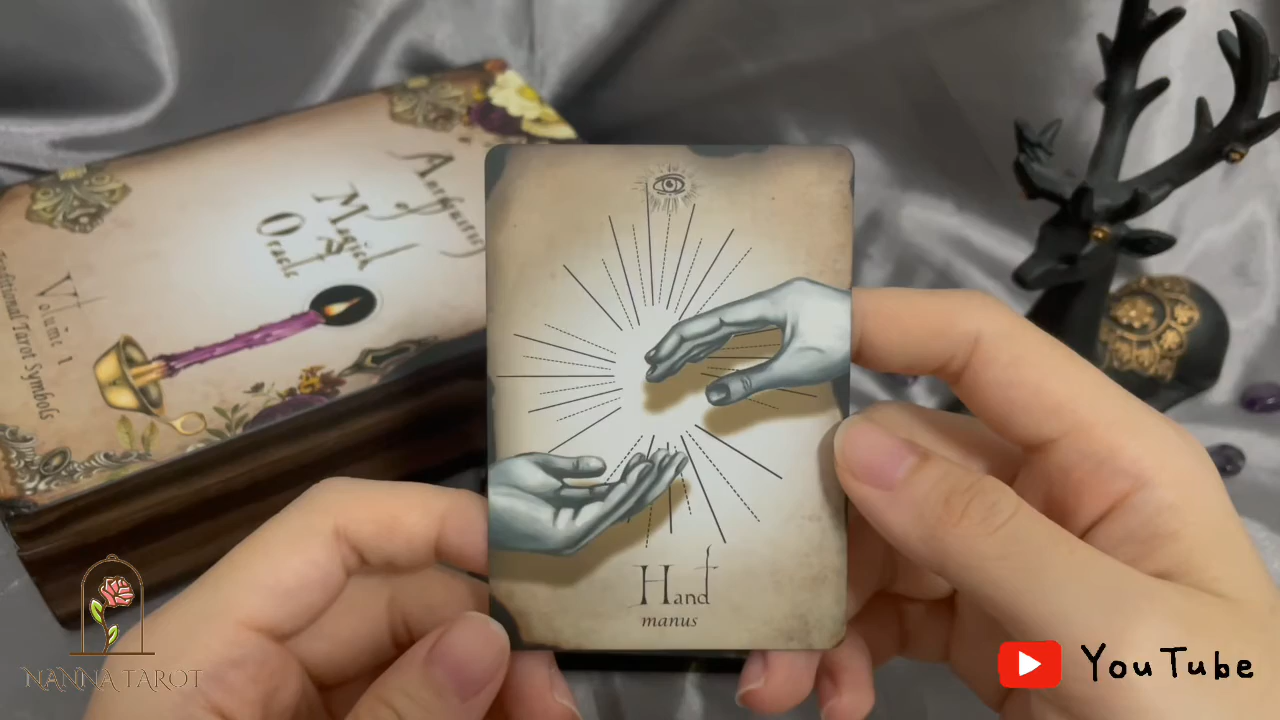 Magical
Oracle
Volume 1
Traditional Tarot Symbols
Hand
manus
NANNA TAROT
YouTube